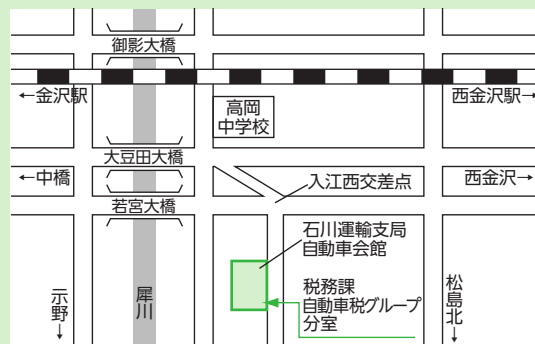 御影大橋
←金沢駅
西金沢駅→
高岡
中学校
大豆田大橋
←中橋
入江西交差点
西金沢→
若宮大橋
石川運輸支局
自動車会館
税務課
自動車税グループ
分室
示野↓
犀川
松島北↓